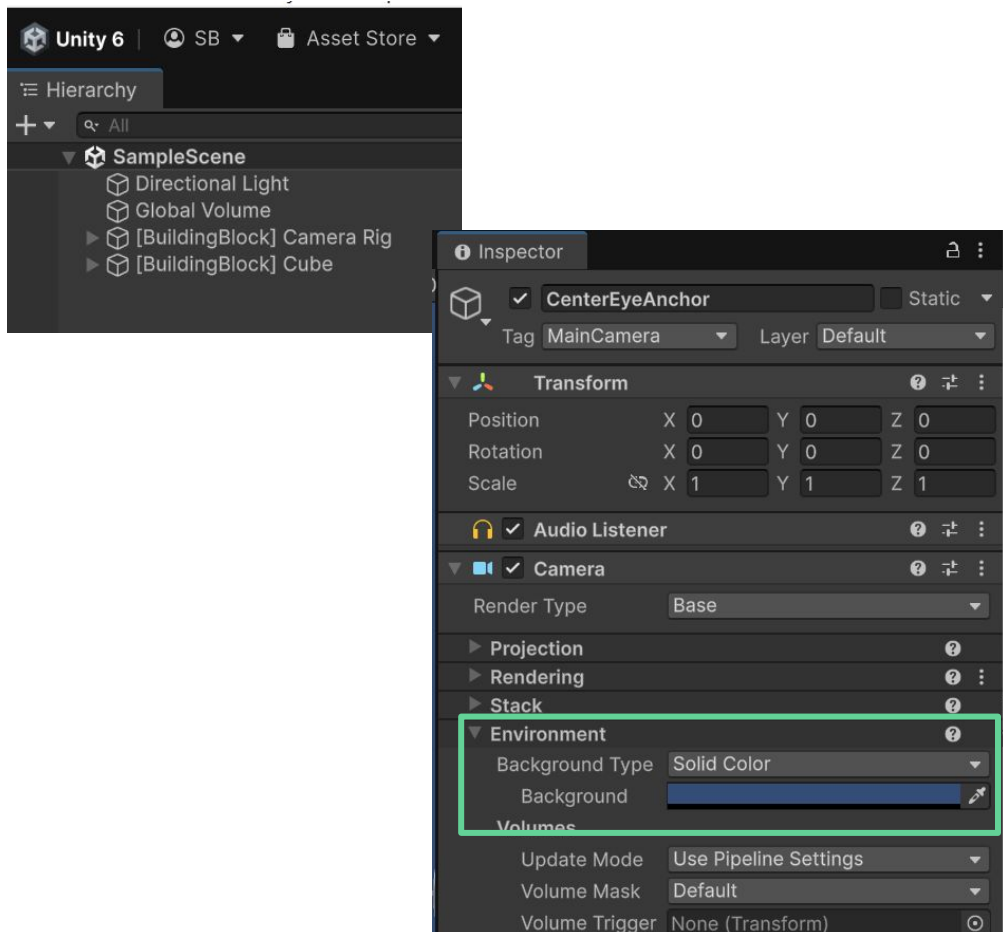 Unity 6 SB Asset Store
Hierarchy
All
SampleScene
Directional Light
Global Volume
[BuildingBlock] Camera Rig
[BuildingBlock] Cube
Inspector
CenterEyeAnchor Static
Tag MainCamera Layer Default
Transform
Position X 0 Y 0 Z 0
Rotation X 0 Y 0 Z 0
Scale X 1 Y 1 Z 1
Audio Listener
Camera
Render Type Base
Projection
Rendering
Stack
Environment
Background Type Solid Color
Background
Volumes
Update Mode Use Pipeline Settings
Volume Mask Default
Volume Trigger None (Transform)